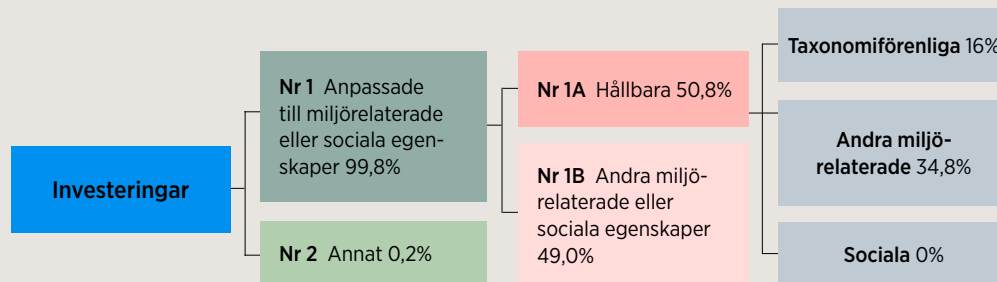 Investeringar
Nr 1 Anpassade
till miljörelaterade
eller sociala egen-
skaper 99,8%
Nr 2 Annat 0,2%
Nr 1A Hållbara 50,8%
Nr 1B Andra miljö-
relaterade eller
sociala egenskaper
49,0%
Taxonomiförenliga 16%
Andra miljö-
relaterade 34,8%
Sociala 0%